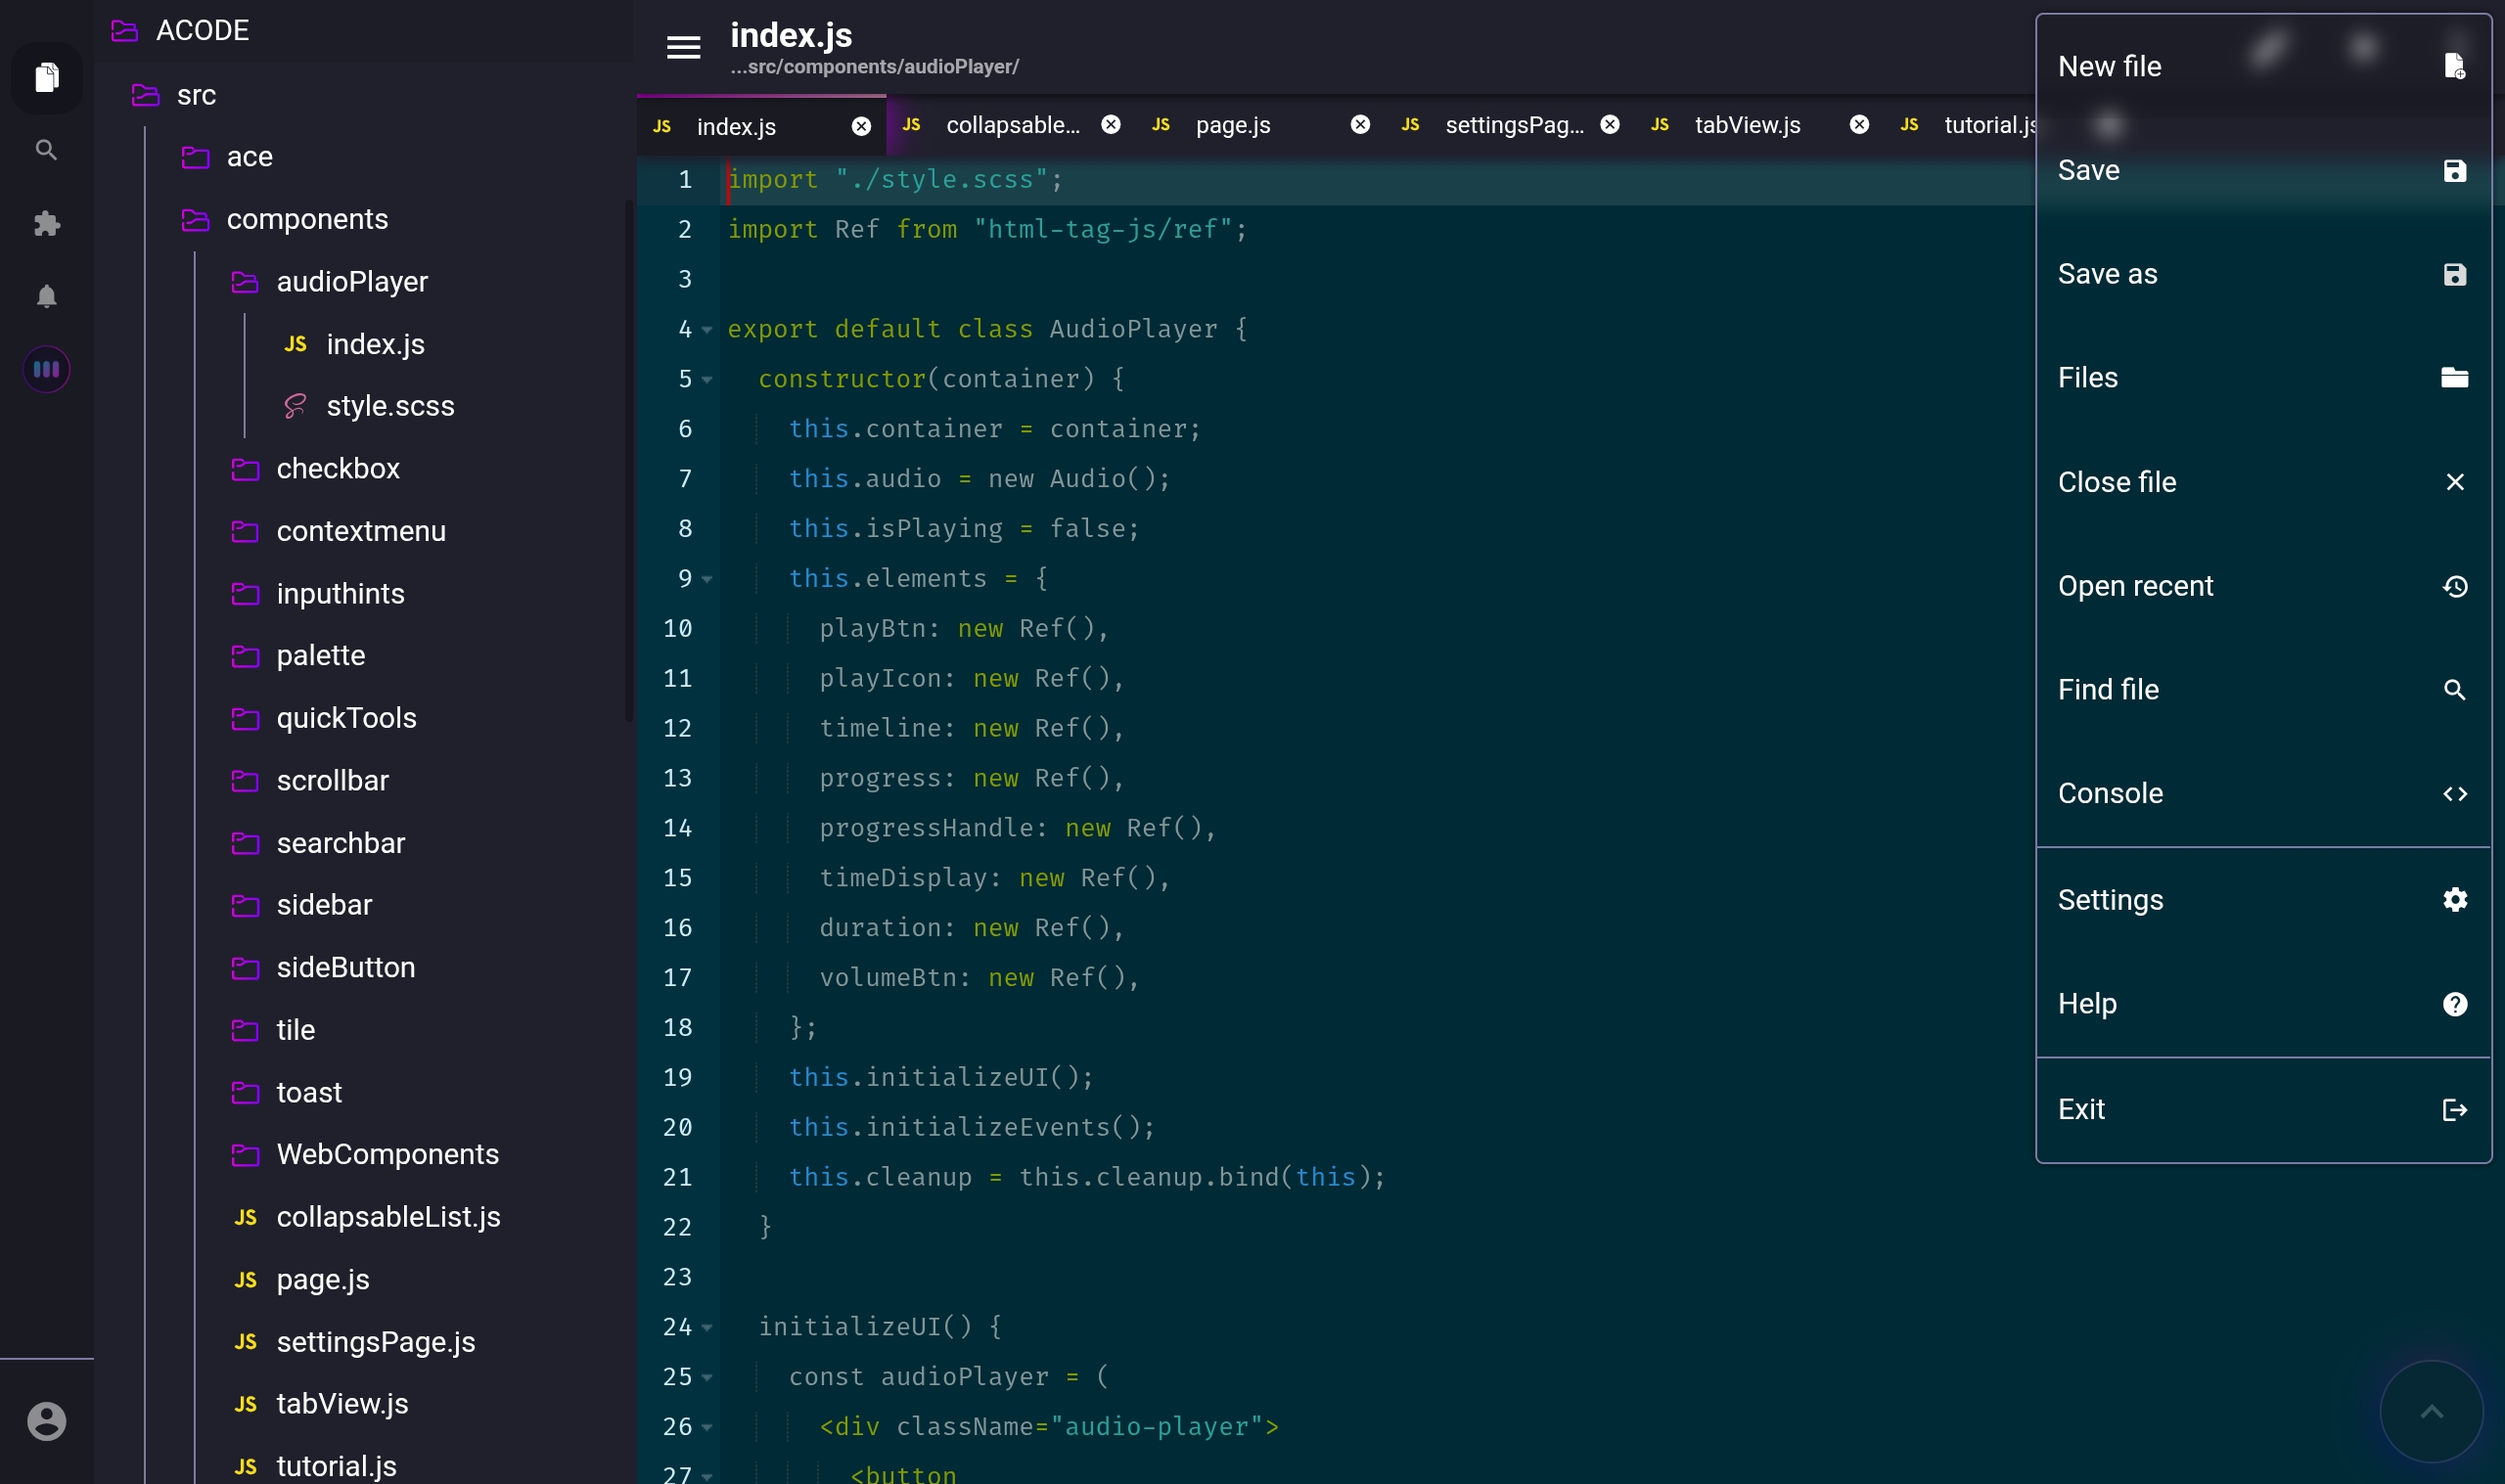 ACODE
src
ace
components
audioPlayer
JS index.js
style.scss
checkbox
contextmenu
inputhints
palette
quickTools
scrollbar
searchbar
sidebar
sideButton
tile
toast
WebComponents
JS collapsableList.js
JS page.js
JS settingsPage.js
JS tabView.js
JS tutorial.js
index.js
...src/components/audioPlayer/
JS index.js JS collapsable... JS page.js JS settingsPag... JS tabView.js JS tutorial.js
1 import "./style.scss";
2 import Ref from "html-tag-js/ref";
3
4 export default class AudioPlayer {
5 constructor(container) {
6 this.container = container;
7 this.audio = new Audio();
8 this.isPlaying = false;
9 this.elements = {
10 playBtn: new Ref(),
11 playIcon: new Ref(),
12 timeline: new Ref(),
13 progress: new Ref(),
14 progressHandle: new Ref(),
15 timeDisplay: new Ref(),
16 duration: new Ref(),
17 volumeBtn: new Ref(),
18 };
19 this.initializeUI();
20 this.initializeEvents();
21 this.cleanup = this.cleanup.bind(this);
22 }
23
24 initializeUI() {
25 const audioPlayer = (
26 <div className="audio-player">
27 <button
New file
Save
Save as
Files
Close file
Open recent
Find file
Console
Settings
Help
Exit